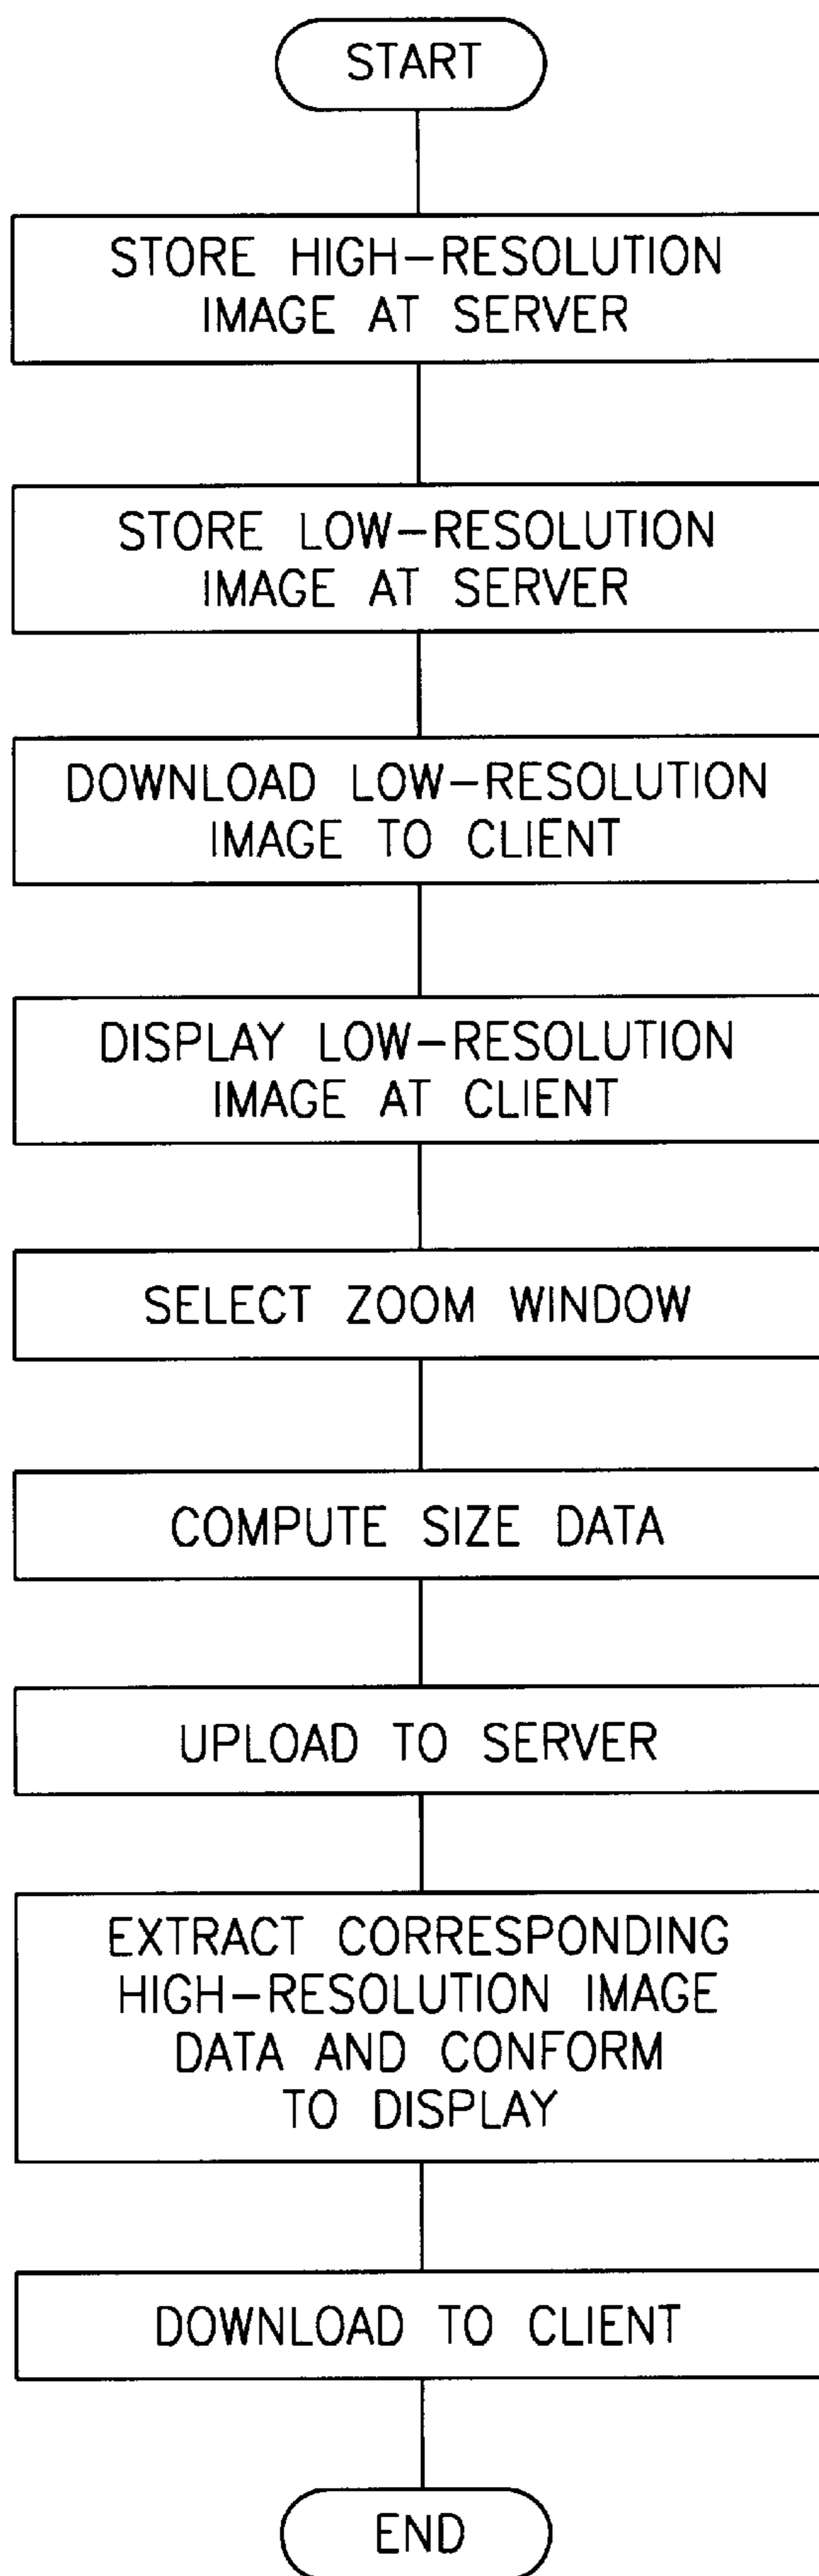 START
STORE HIGH-RESOLUTION
IMAGE AT SERVER
STORE LOW-RESOLUTION
IMAGE AT SERVER
DOWNLOAD LOW-RESOLUTION
IMAGE TO CLIENT
DISPLAY LOW-RESOLUTION
IMAGE AT CLIENT
SELECT ZOOM WINDOW
COMPUTE SIZE DATA
UPLOAD TO SERVER
EXTRACT CORRESPONDING
HIGH-RESOLUTION IMAGE
DATA AND CONFORM
TO DISPLAY
DOWNLOAD TO CLIENT
END